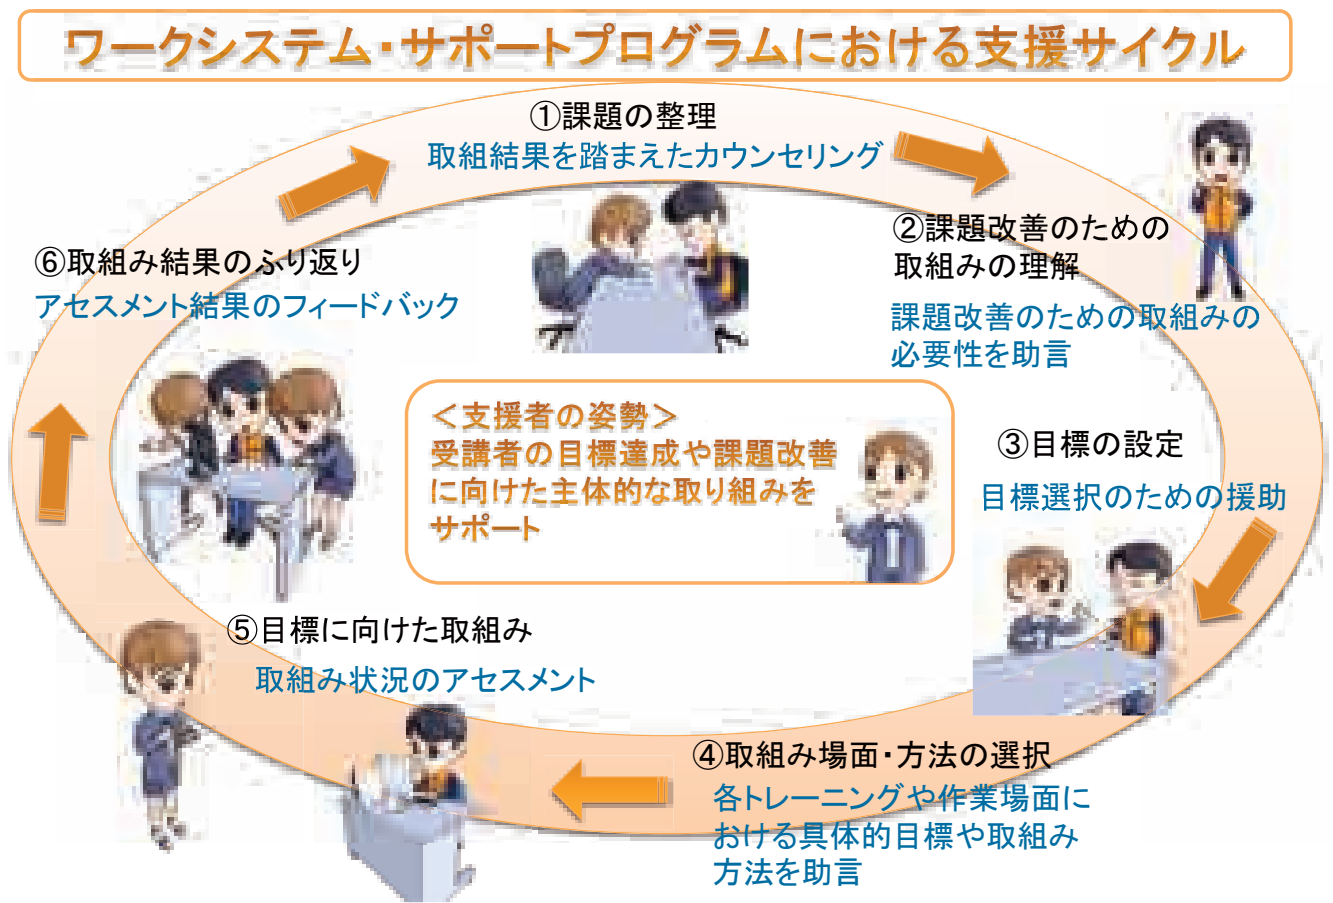 ワークシステム・サポートプログラムにおける支援サイクル
①課題の整理
取組結果を踏まえたカウンセリング
②課題改善のための
取組みの理解
課題改善のための取組みの
必要性を助言
③目標の設定
目標選択のための援助
④取組み場面・方法の選択
各トレーニングや作業場面に
おける具体的目標や取組み
方法を助言
⑤目標に向けた取組み
取組み状況のアセスメント
⑥取組み結果のふり返り
アセスメント結果のフィードバック
＜支援者の姿勢＞
受講者の目標達成や課題改善
に向けた主体的な取り組みを
サポート